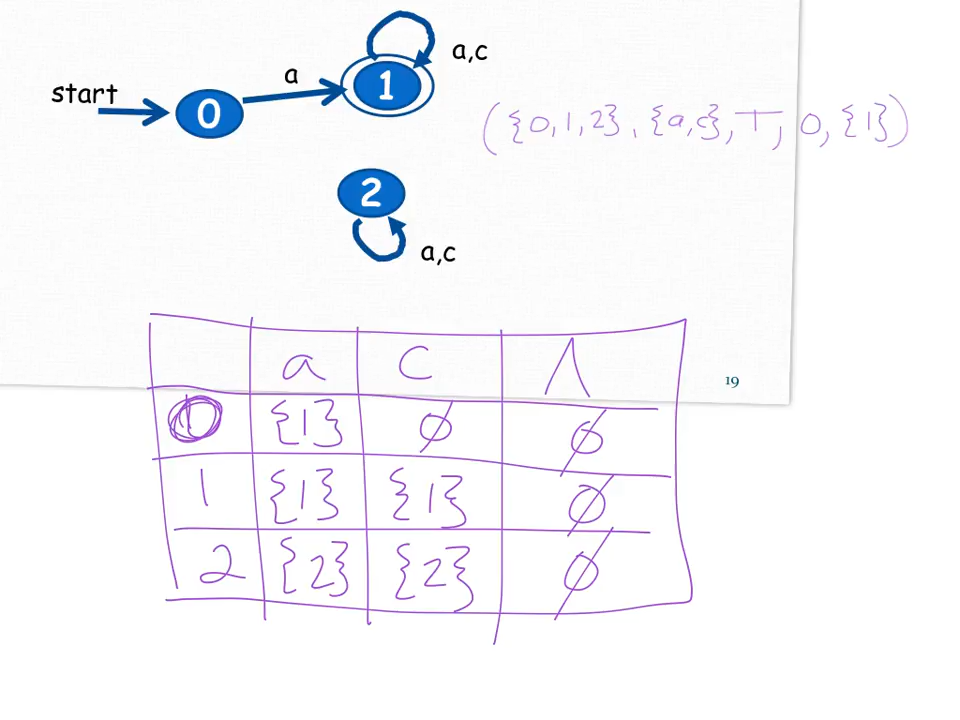 a,c
start
a
0
1
({0,1,2}, {a,c}, T, 0, {1})
2
a,c
19
a C Λ
0 {1} ∅ ∅
1 {1} {1} ∅
2 {2} {2} ∅